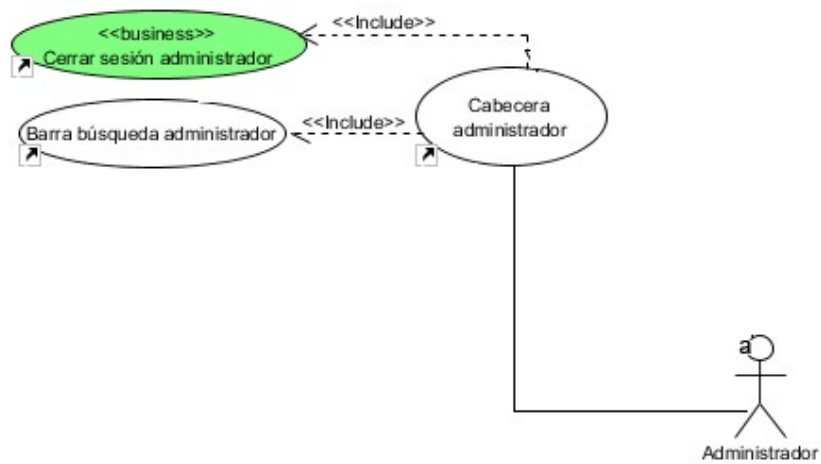 <<Include>>
<<business>>
Cerrar sesión administrador
Cabecera
administrador
<<Include>>
Barra búsqueda administrador
a
Administrador